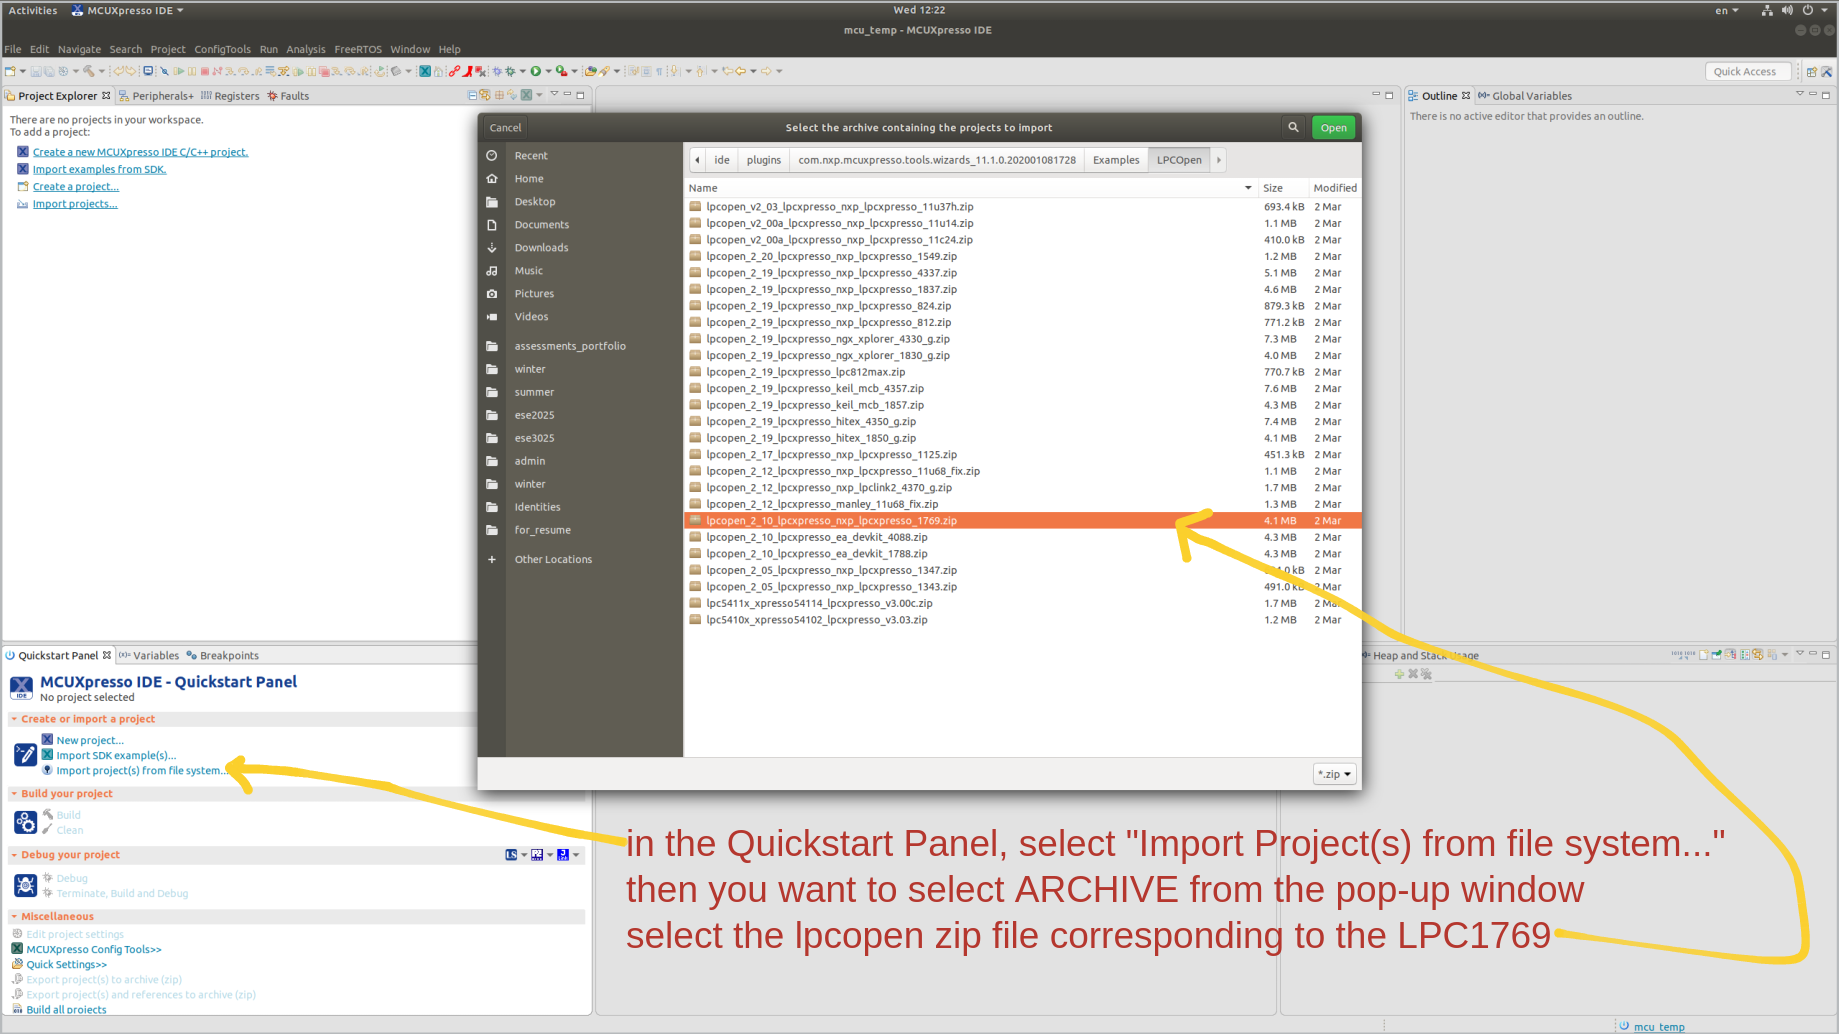 Activities MCUXpresso IDE Wed 12:22 en
mcu_temp - MCUXpresso IDE
File Edit Navigate Search Project ConfigTools Run Analysis FreeRTOS Window Help
Quick Access
Project Explorer Peripherals+ Registers Faults
There are no projects in your workspace.
To add a project:
Create a new MCUXpresso IDE C/C++ project.
Import examples from SDK.
Create a project...
Import projects...
Outline Global Variables
There is no active editor that provides an outline.
Cancel Select the archive containing the projects to import Open
Recent
Home
Desktop
Documents
Downloads
Music
Pictures
Videos
assessments_portfolio
winter
summer
ese2025
ese3025
admin
winter
Identities
for_resume
+ Other Locations
ide plugins com.nxp.mcuxpresso.tools.wizards_11.1.0.202001081728 Examples LPCOpen
Name Size Modified
lpcopen_v2_03_lpcxpresso_nxp_lpcxpresso_11u37h.zip 693.4 kB 2 Mar
lpcopen_v2_00a_lpcxpresso_nxp_lpcxpresso_11u14.zip 1.1 MB 2 Mar
lpcopen_v2_00a_lpcxpresso_nxp_lpcxpresso_11c24.zip 410.0 kB 2 Mar
lpcopen_2_20_lpcxpresso_nxp_lpcxpresso_1549.zip 1.2 MB 2 Mar
lpcopen_2_19_lpcxpresso_nxp_lpcxpresso_4337.zip 5.1 MB 2 Mar
lpcopen_2_19_lpcxpresso_nxp_lpcxpresso_1837.zip 4.6 MB 2 Mar
lpcopen_2_19_lpcxpresso_nxp_lpcxpresso_824.zip 879.3 kB 2 Mar
lpcopen_2_19_lpcxpresso_nxp_lpcxpresso_812.zip 771.2 kB 2 Mar
lpcopen_2_19_lpcxpresso_ngx_xplorer_4330_g.zip 7.3 MB 2 Mar
lpcopen_2_19_lpcxpresso_ngx_xplorer_1830_g.zip 4.0 MB 2 Mar
lpcopen_2_19_lpcxpresso_lpc812max.zip 770.7 kB 2 Mar
lpcopen_2_19_lpcxpresso_keil_mcb_4357.zip 7.6 MB 2 Mar
lpcopen_2_19_lpcxpresso_keil_mcb_1857.zip 4.3 MB 2 Mar
lpcopen_2_19_lpcxpresso_hitex_4350_g.zip 7.4 MB 2 Mar
lpcopen_2_19_lpcxpresso_hitex_1850_g.zip 4.1 MB 2 Mar
lpcopen_2_17_lpcxpresso_nxp_lpcxpresso_1125.zip 451.3 kB 2 Mar
lpcopen_2_12_lpcxpresso_nxp_lpcxpresso_11u68_fix.zip 1.1 MB 2 Mar
lpcopen_2_12_lpcxpresso_nxp_lpclink2_4370_g.zip 1.7 MB 2 Mar
lpcopen_2_12_lpcxpresso_manley_11u68_fix.zip 1.3 MB 2 Mar
lpcopen_2_10_lpcxpresso_nxp_lpcxpresso_1769.zip 4.1 MB 2 Mar
lpcopen_2_10_lpcxpresso_ea_devkit_4088.zip 4.3 MB 2 Mar
lpcopen_2_10_lpcxpresso_ea_devkit_1788.zip 4.3 MB 2 Mar
lpcopen_2_05_lpcxpresso_nxp_lpcxpresso_1347.zip kB 2 Mar
lpcopen_2_05_lpcxpresso_nxp_lpcxpresso_1343.zip 491.0 kB 2 Mar
lpc5411x_xpresso54114_lpcxpresso_v3.00c.zip 1.7 MB 2 Mar
lpc5410x_xpresso54102_lpcxpresso_v3.03.zip 1.2 MB 2 Mar
*.zip
Quickstart Panel Variables Breakpoints
MCUXpresso IDE - Quickstart Panel
No project selected
Create or import a project
New project...
Import SDK example(s)...
Import project(s) from file system...
Build your project
Build
Clean
Debug your project
Debug
Terminate, Build and Debug
Miscellaneous
Edit project settings
MCUXpresso Config Tools>>
Quick Settings>>
Export project(s) to archive (zip)
Export project(s) and references to archive (zip)
Build all projects
Heap and Stack Usage
in the Quickstart Panel, select "Import Project(s) from file system..."
then you want to select ARCHIVE from the pop-up window
select the lpcopen zip file corresponding to the LPC1769
mcu_temp